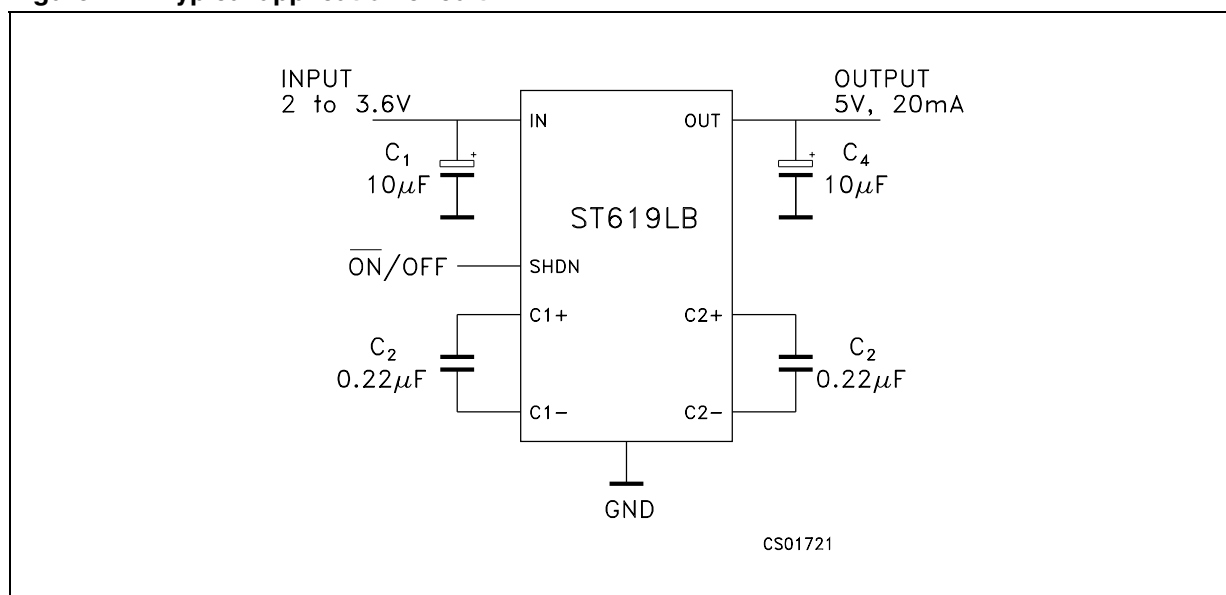 INPUT
2 to 3.6V
OUTPUT
5V, 20mA
IN
OUT
C1
10μF
+
+
C4
10μF
ST619LB
ON/OFF
SHDN
C1+
C2+
C2
0.22μF
C2
0.22μF
C1-
C2-
GND
CS01721